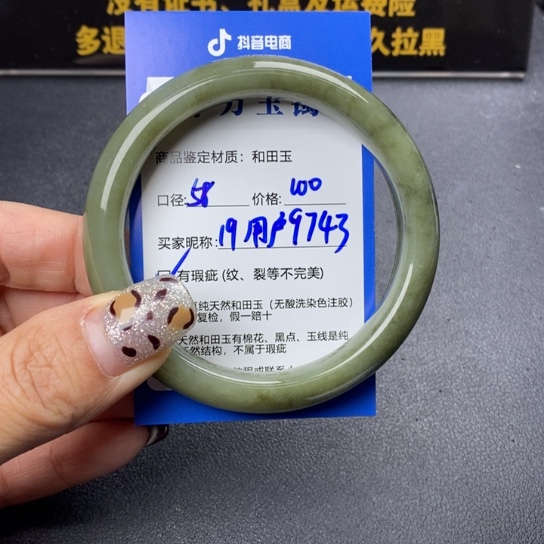 没有证书、礼盒及运费险
多退 久拉黑
抖音电商
商品鉴定材质：和田玉
口径：58 价格：100
买家昵称：19用户9743
有瑕疵（纹、裂等不完美）
纯天然和田玉（无酸洗染色注胶）
复检，假一赔十
天然和田玉有棉花、黑点、玉线是纯
天然结构，不属于瑕疵